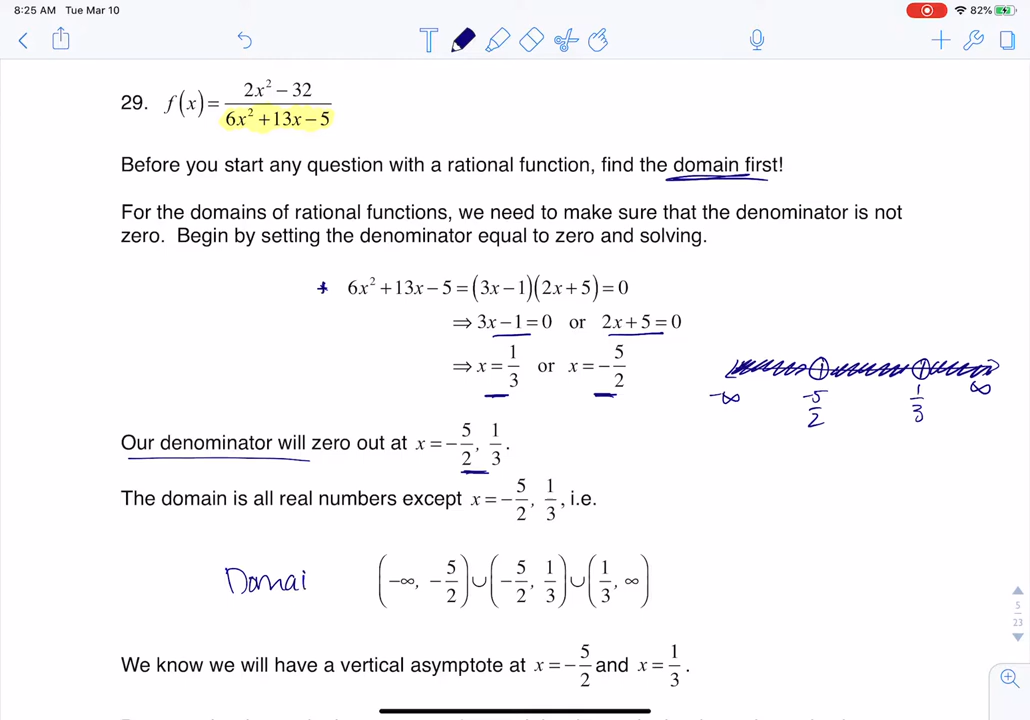 8:25 AM Tue Mar 10 82%
29. f(x) = (2x² − 32)/(6x² + 13x − 5)
Before you start any question with a rational function, find the domain first!
For the domains of rational functions, we need to make sure that the denominator is not
zero. Begin by setting the denominator equal to zero and solving.
* 6x² + 13x − 5 = (3x − 1)(2x + 5) = 0
⇒ 3x − 1 = 0 or 2x + 5 = 0
⇒ x = 1/3 or x = −5/2
−∞ −5/2 1/3 ∞
Our denominator will zero out at x = −5/2, 1/3.
The domain is all real numbers except x = −5/2, 1/3, i.e.
Domai (−∞, −5/2) ∪ (−5/2, 1/3) ∪ (1/3, ∞)
We know we will have a vertical asymptote at x = −5/2 and x = 1/3.
5
23